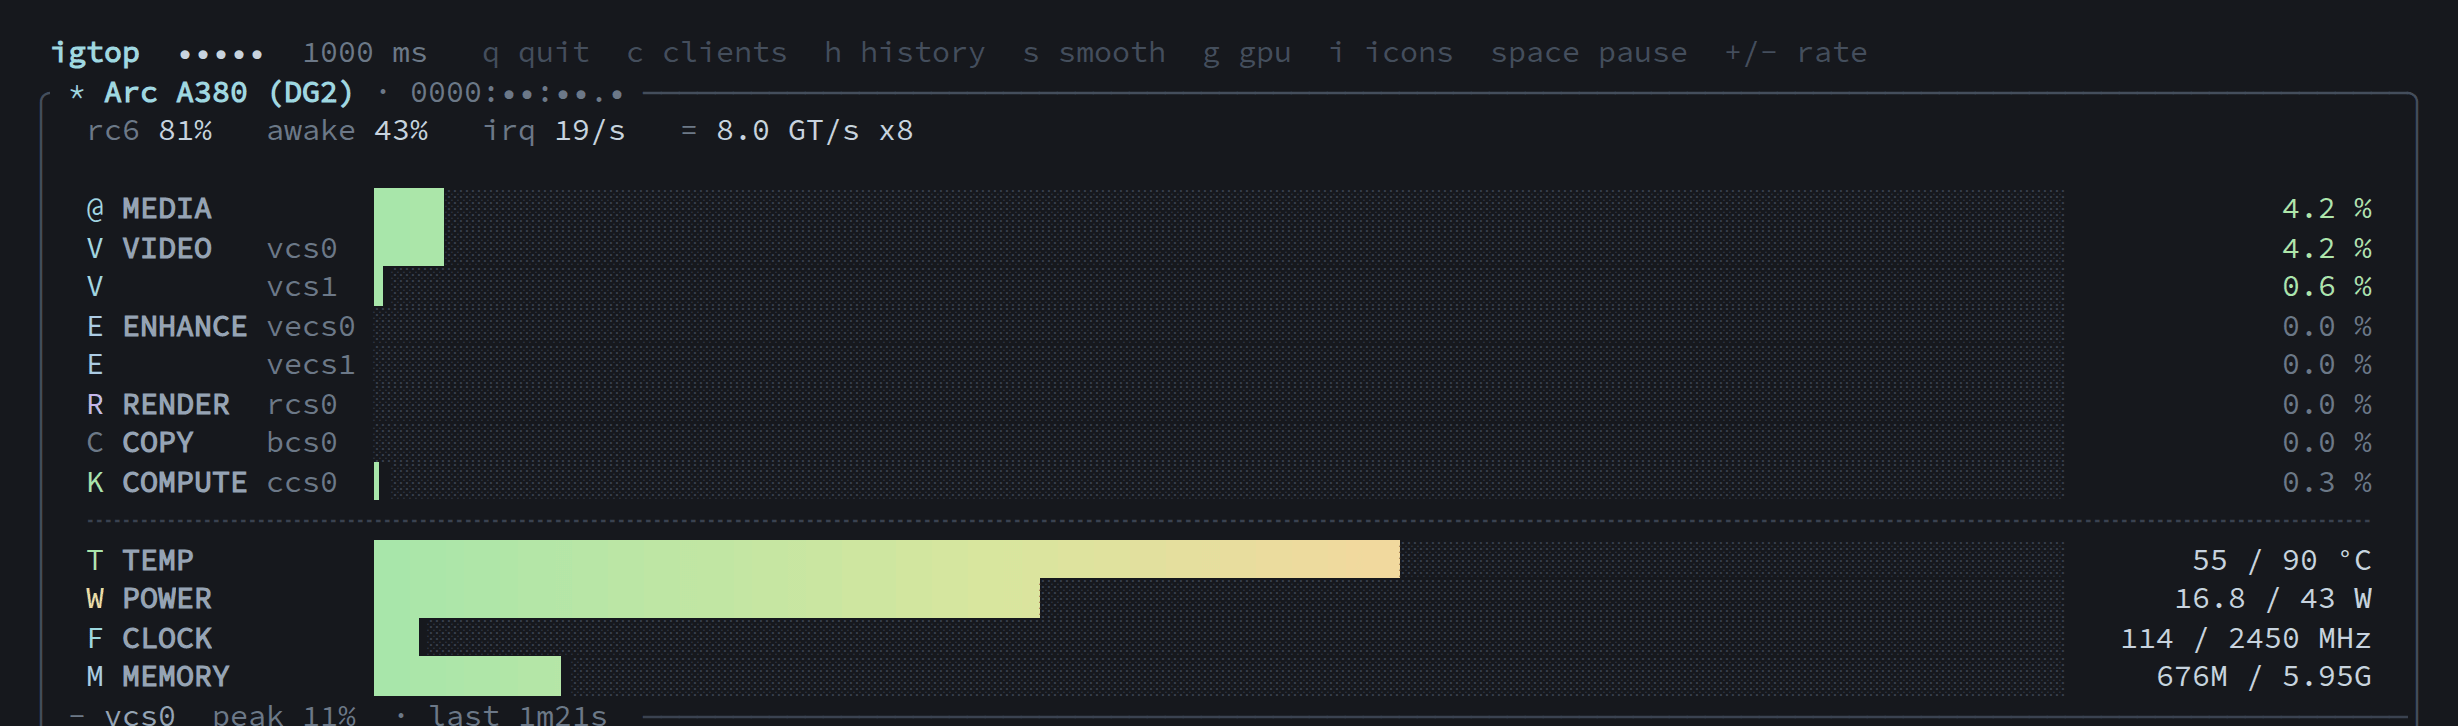 igtop ••••• 1000 ms q quit c clients h history s smooth g gpu i icons space pause +/- rate
* Arc A380 (DG2) · 0000:••:••.•
rc6 81% awake 43% irq 19/s = 8.0 GT/s x8
@ MEDIA 4.2 %
V VIDEO vcs0 4.2 %
V vcs1 0.6 %
E ENHANCE vecs0 0.0 %
E vecs1 0.0 %
R RENDER rcs0 0.0 %
C COPY bcs0 0.0 %
K COMPUTE ccs0 0.3 %
T TEMP 55 / 90 °C
W POWER 16.8 / 43 W
F CLOCK 114 / 2450 MHz
M MEMORY 676M / 5.95G
- vcs0 peak 11% · last 1m21s